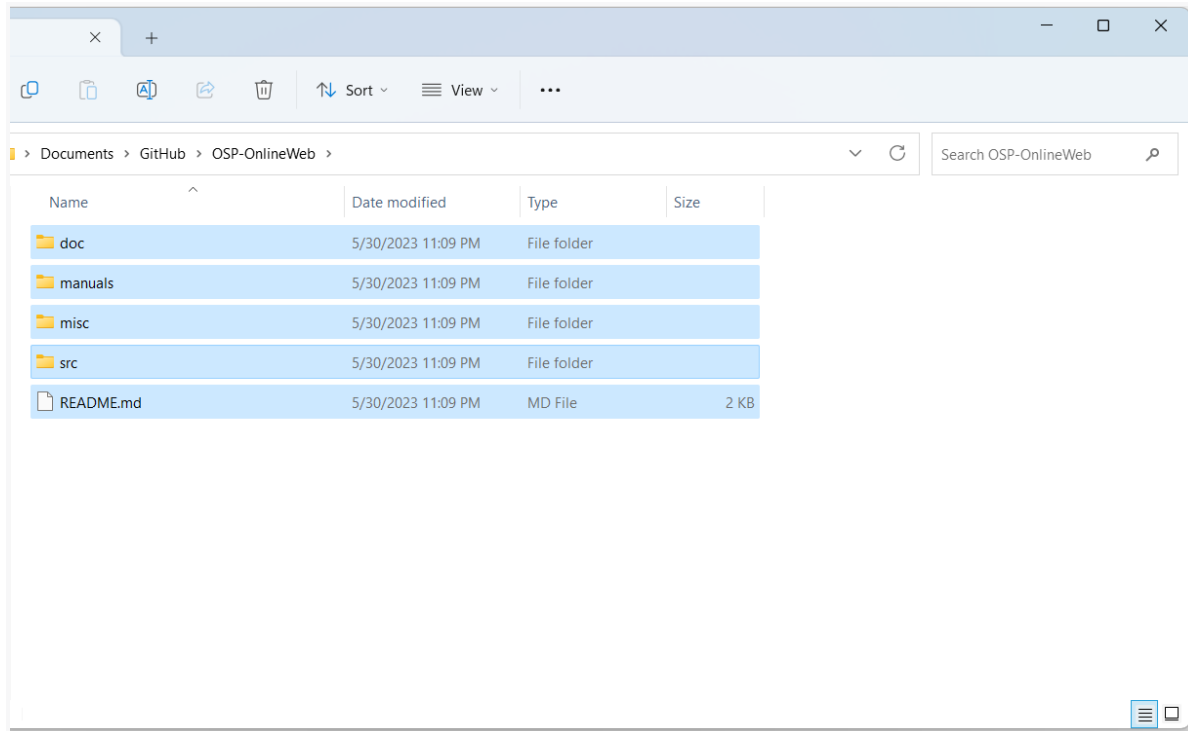 Sort View
Documents > GitHub > OSP-OnlineWeb > Search OSP-OnlineWeb
Name Date modified Type Size
doc 5/30/2023 11:09 PM File folder
manuals 5/30/2023 11:09 PM File folder
misc 5/30/2023 11:09 PM File folder
src 5/30/2023 11:09 PM File folder
README.md 5/30/2023 11:09 PM MD File 2 KB